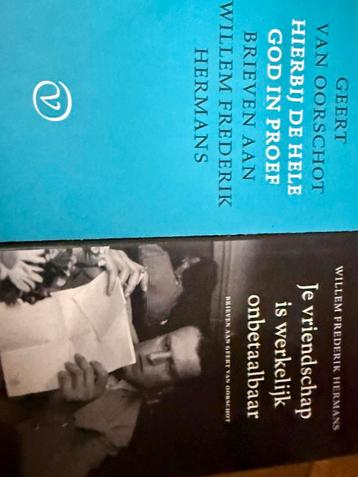 GEERT
VAN OORSCHOT
HIERBIJ DE HELE
GOD IN PROEF
BRIEVEN AAN
WILLEM FREDERIK
HERMANS
WILLEM FREDERIK HERMANS
Je vriendschap
is werkelijk
onbetaalbaar
BRIEVEN AAN GEERT VAN OORSCHOT